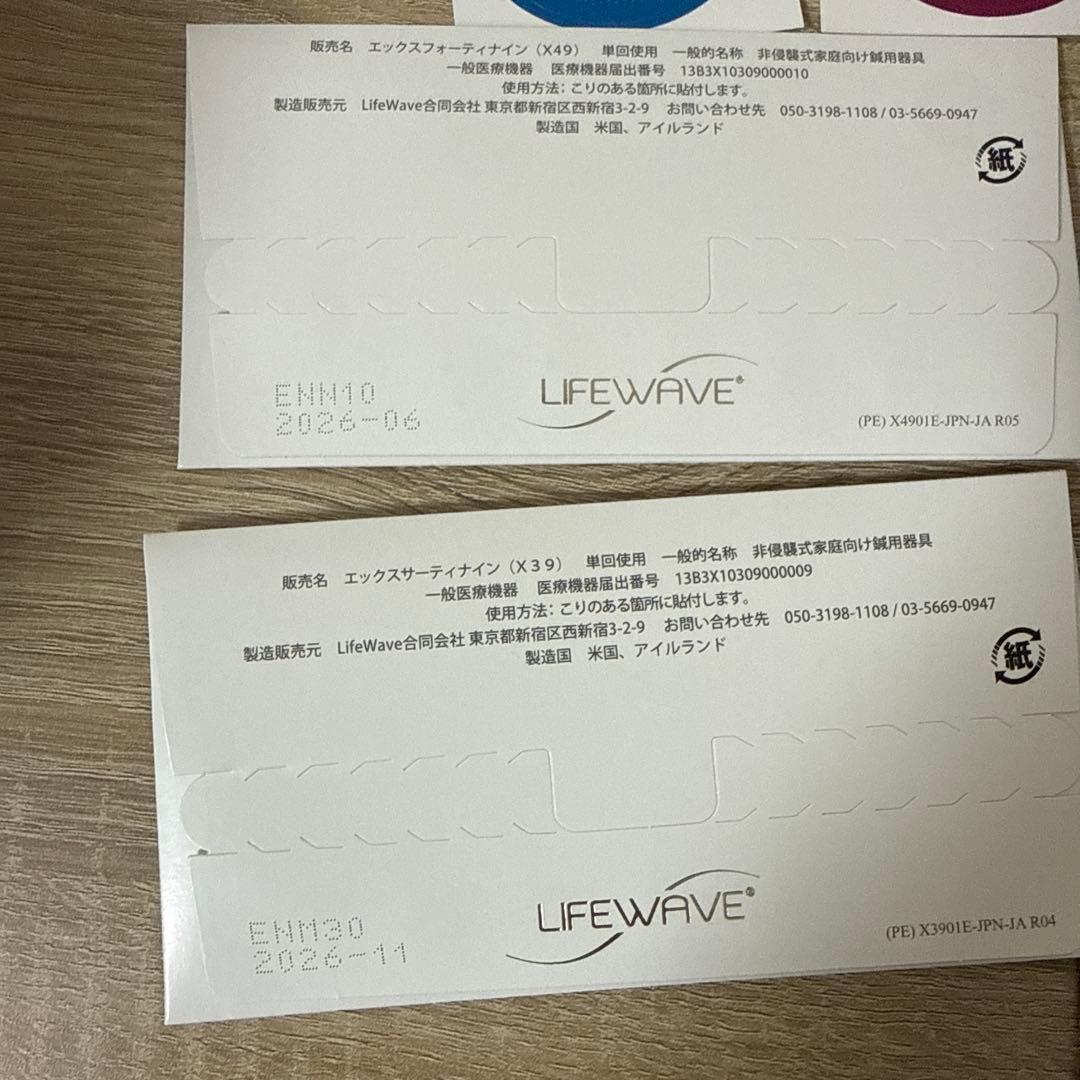 販売名　エックスフォーティナイン（X49）　単回使用　一般的名称　非侵襲式家庭向け鍼用器具
一般医療機器　医療機器届出番号　13B3X10309000010
使用方法：こりのある箇所に貼付します。
製造販売元　LifeWave合同会社 東京都新宿区西新宿3-2-9　お問い合わせ先　050-3198-1108 / 03-5669-0947
製造国　米国、アイルランド
紙
ENN10
2026-06
LIFEWAVE®
(PE) X4901E-JPN-JA R05
販売名　エックスサーティナイン（X３９）　単回使用　一般的名称　非侵襲式家庭向け鍼用器具
一般医療機器　医療機器届出番号　13B3X10309000009
使用方法：こりのある箇所に貼付します。
製造販売元　LifeWave合同会社 東京都新宿区西新宿3-2-9　お問い合わせ先　050-3198-1108 / 03-5669-0947
製造国　米国、アイルランド
紙
ENM30
2026-11
LIFEWAVE®
(PE) X3901E-JPN-JA R04